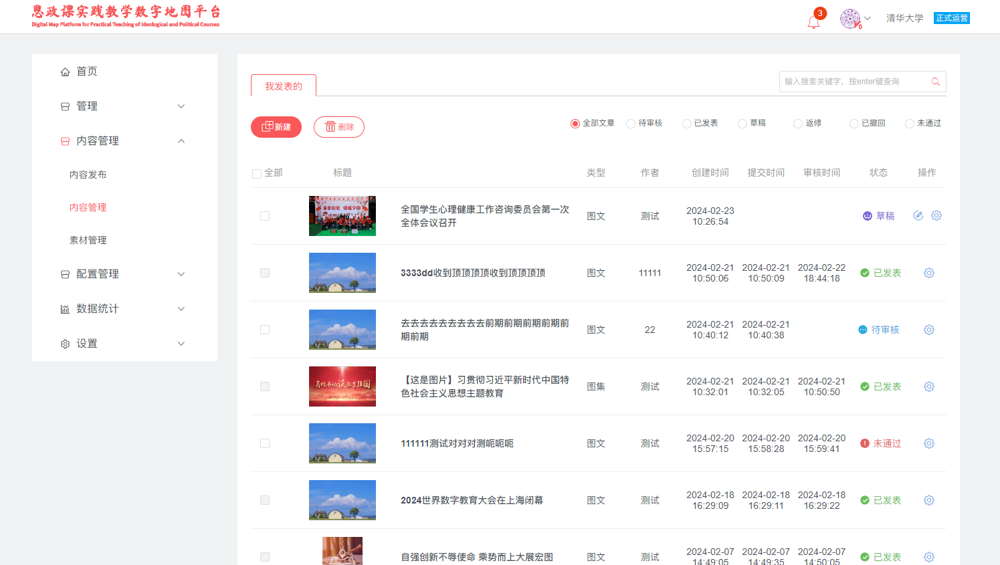 思政课实践教学数字地图平台
Digital Map Platform for Practical Teaching of Ideological and Political Courses
3
清华大学
正式运营
首页
管理
内容管理
内容发布
内容管理
素材管理
配置管理
数据统计
设置
我发表的
输入搜索关键字，按enter键查询
新建
删除
全部文章
待审核
已发表
草稿
返修
已撤回
未通过
全部 标题 类型 作者 创建时间 提交时间 审核时间 状态 操作
全国学生心理健康工作咨询委员会第一次
全体会议召开
图文
测试
2024-02-23
10:26:54
草稿
3333dd收到顶顶顶顶收到顶顶顶顶
图文
11111
2024-02-21
10:50:06
2024-02-21
10:50:09
2024-02-22
18:44:18
已发表
去去去去去去去去去前期前期前期前期前
期前期
图文
22
2024-02-21
10:40:12
2024-02-21
10:40:38
待审核
【这是图片】习贯彻习近平新时代中国特
色社会主义思想主题教育
图集
测试
2024-02-21
10:32:01
2024-02-21
10:32:05
2024-02-21
10:50:50
已发表
111111测试对对对测呃呃呃
图文
测试
2024-02-20
15:57:15
2024-02-20
15:58:28
2024-02-20
15:59:41
未通过
2024世界数字教育大会在上海闭幕
图文
测试
2024-02-18
16:29:09
2024-02-18
16:29:11
2024-02-18
16:29:22
已发表
自强创新不辱使命 乘势而上大展宏图
图文
测试
2024-02-07
14:49:05
2024-02-07
14:49:35
2024-02-07
14:50:05
已发表